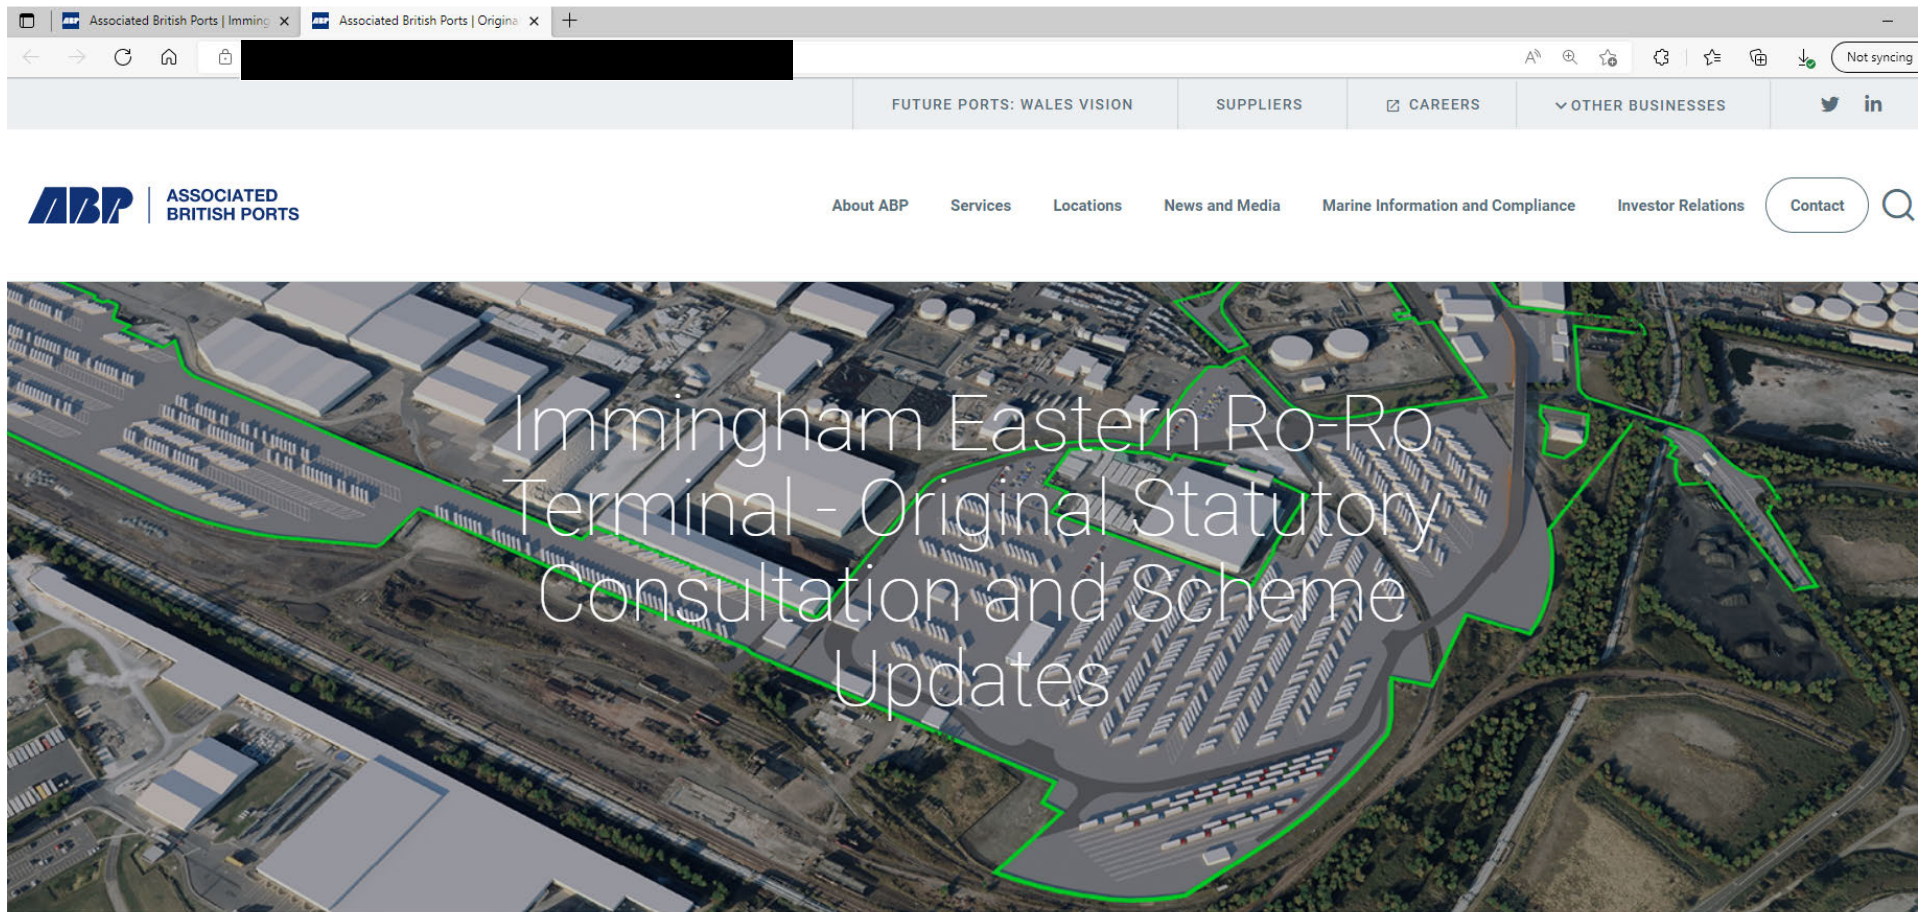 Associated British Ports | Immingh
Associated British Ports | Origina
Not syncing
FUTURE PORTS: WALES VISION
SUPPLIERS
CAREERS
OTHER BUSINESSES
ABP
ASSOCIATED
BRITISH PORTS
About ABP
Services
Locations
News and Media
Marine Information and Compliance
Investor Relations
Contact
Immingham Eastern Ro-Ro
Terminal - Original Statutory
Consultation and Scheme
Updates